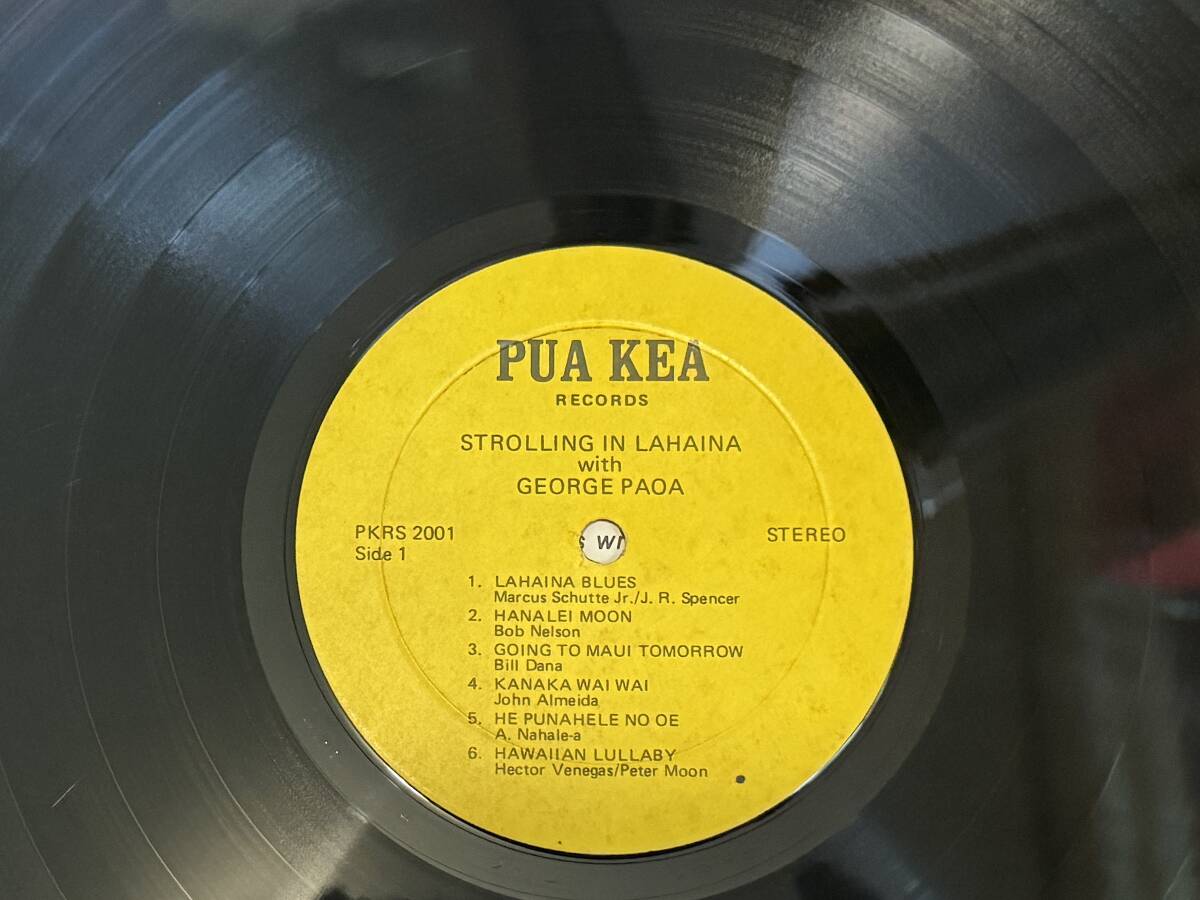 PUA KEA
RECORDS
STROLLING IN LAHAINA
with
GEORGE PAOA
PKRS 2001
Side 1
STEREO
1. LAHAINA BLUES
Marcus Schutte Jr./J. R. Spencer
2. HANALEI MOON
Bob Nelson
3. GOING TO MAUI TOMORROW
Bill Dana
4. KANAKA WAI WAI
John Almeida
5. HE PUNAHELE NO OE
A. Nahale-a
6. HAWAIIAN LULLABY
Hector Venegas/Peter Moon